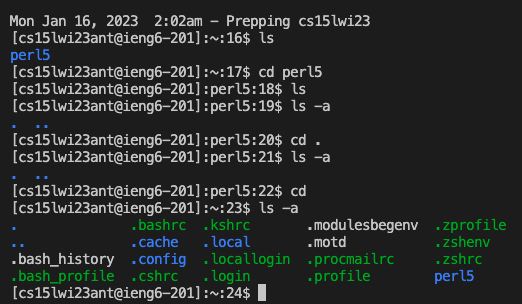 Mon Jan 16, 2023  2:02am - Prepping cs15lwi23
[cs15lwi23ant@ieng6-201]:~:16$ ls
perl5
[cs15lwi23ant@ieng6-201]:~:17$ cd perl5
[cs15lwi23ant@ieng6-201]:perl5:18$ ls
[cs15lwi23ant@ieng6-201]:perl5:19$ ls -a
.  ..
[cs15lwi23ant@ieng6-201]:perl5:20$ cd .
[cs15lwi23ant@ieng6-201]:perl5:21$ ls -a
.  ..
[cs15lwi23ant@ieng6-201]:perl5:22$ cd
[cs15lwi23ant@ieng6-201]:~:23$ ls -a
.              .bashrc  .kshrc       .modulesbegenv  .zprofile
..             .cache   .local       .motd           .zshenv
.bash_history  .config  .locallogin  .procmailrc     .zshrc
.bash_profile  .cshrc   .login       .profile        perl5
[cs15lwi23ant@ieng6-201]:~:24$